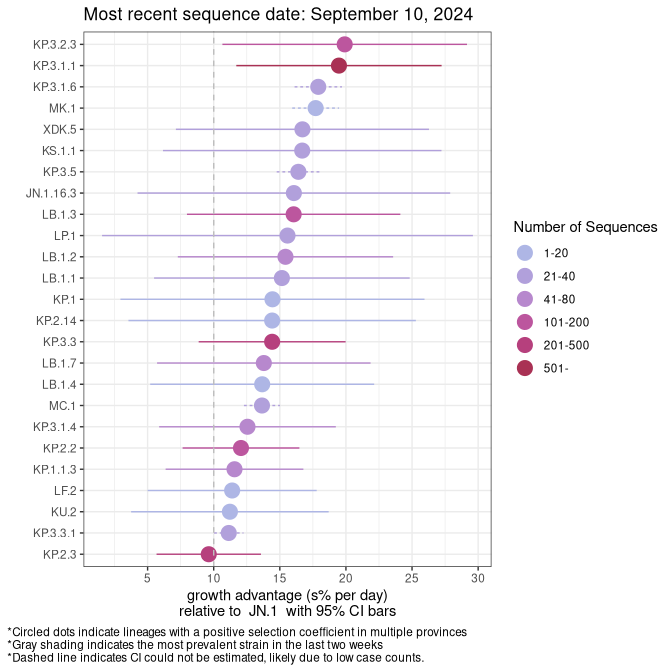 Most recent sequence date: September 10, 2024
KP.3.2.3
KP.3.1.1
KP.3.1.6
MK.1
XDK.5
KS.1.1
KP.3.5
JN.1.16.3
LB.1.3
LP.1
LB.1.2
LB.1.1
KP.1
KP.2.14
KP.3.3
LB.1.7
LB.1.4
MC.1
KP.3.1.4
KP.2.2
KP.1.1.3
LF.2
KU.2
KP.3.3.1
KP.2.3
5 10 15 20 25 30
growth advantage (s% per day)
relative to JN.1 with 95% CI bars
Number of Sequences
1-20
21-40
41-80
101-200
201-500
501-
*Circled dots indicate lineages with a positive selection coefficient in multiple provinces
*Gray shading indicates the most prevalent strain in the last two weeks
*Dashed line indicates CI could not be estimated, likely due to low case counts.